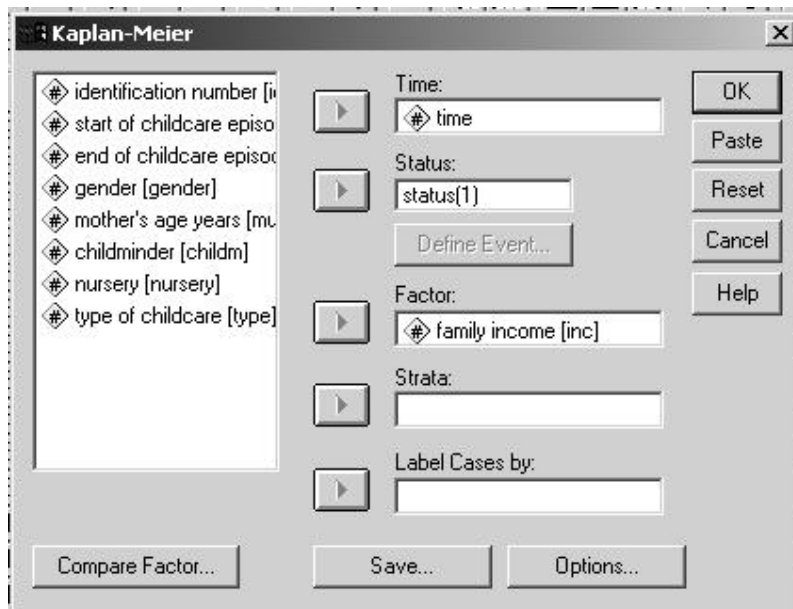 Kaplan-Meier
identification number [i
start of childcare episo
end of childcare episo
gender [gender]
mother's age years [mu
childminder [childm]
nursery [nursery]
type of childcare [type]
Time:
time
Status:
status(1)
Define Event...
Factor:
family income [inc]
Strata:
Label Cases by:
OK
Paste
Reset
Cancel
Help
Compare Factor...
Save...
Options...